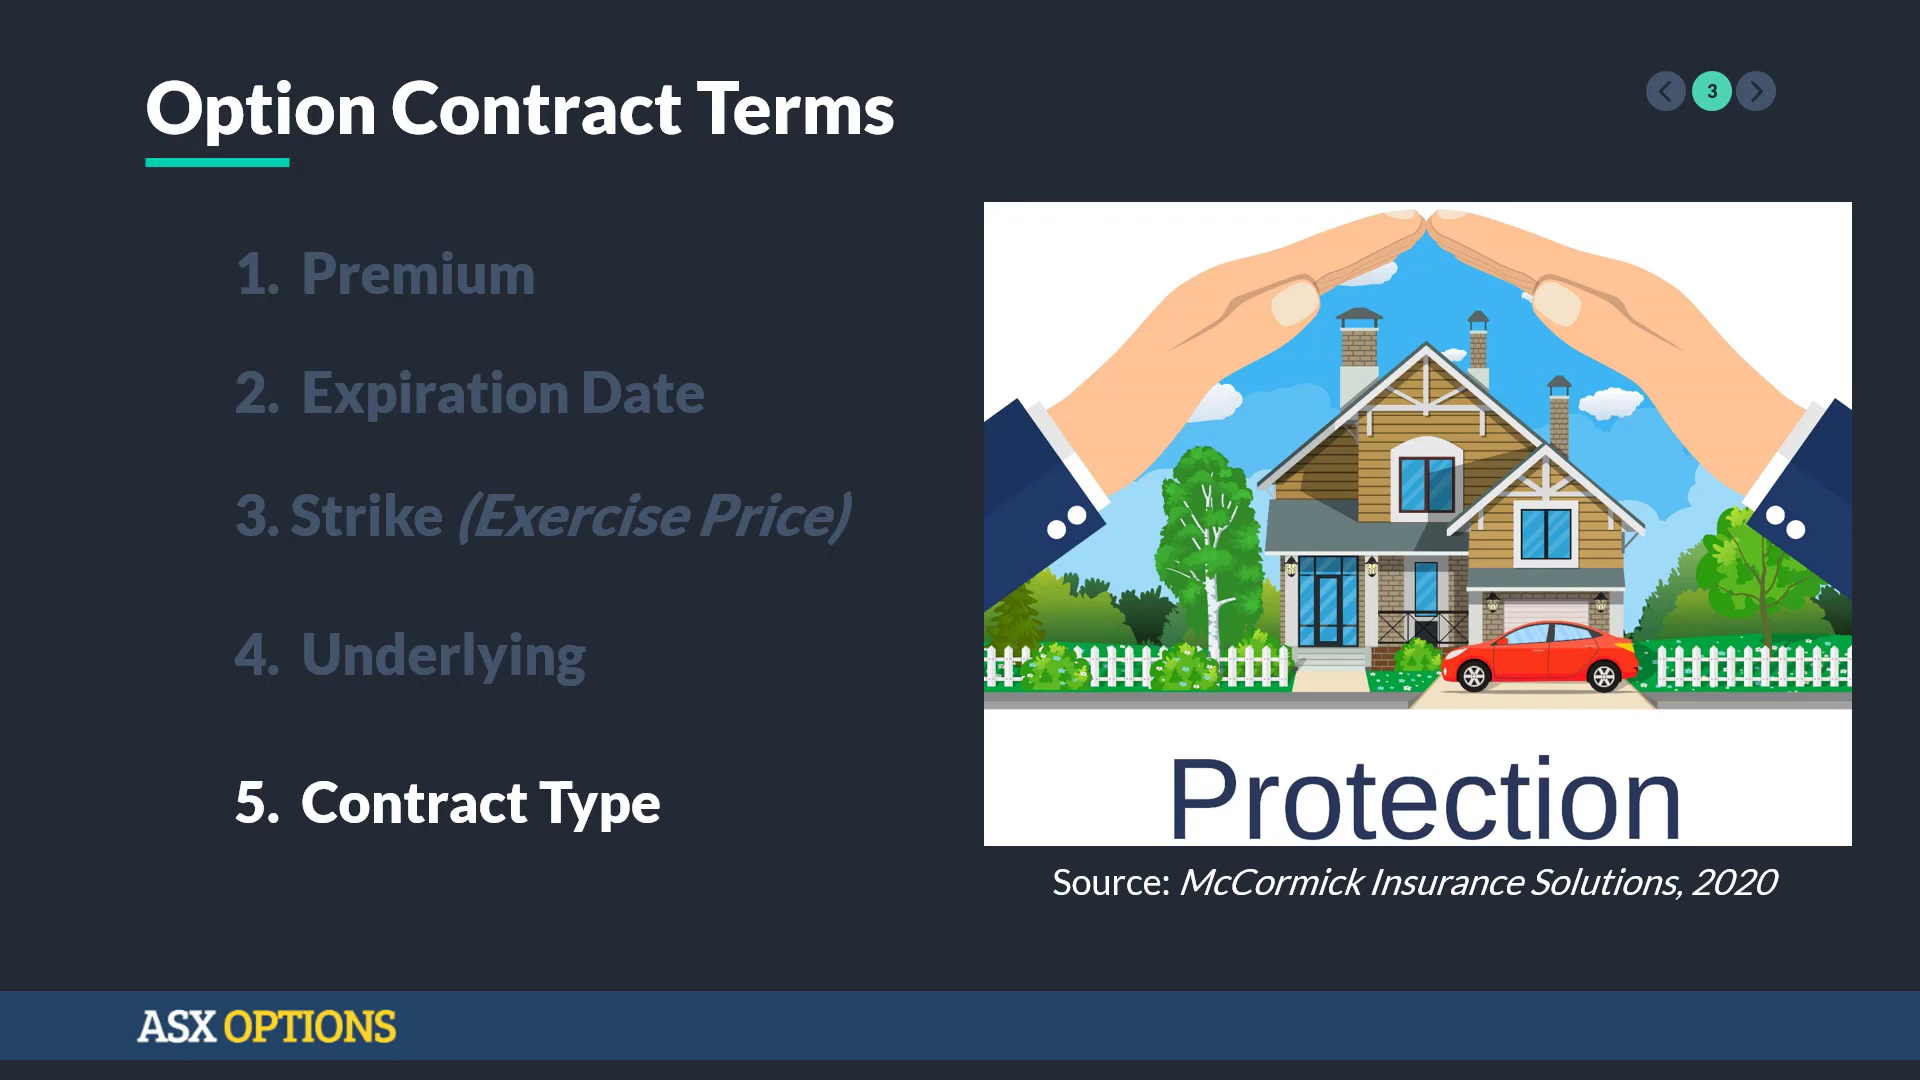 Option Contract Terms
3
1. Premium
2. Expiration Date
3. Strike (Exercise Price)
4. Underlying
5. Contract Type
Protection
Source: McCormick Insurance Solutions, 2020
ASX OPTIONS